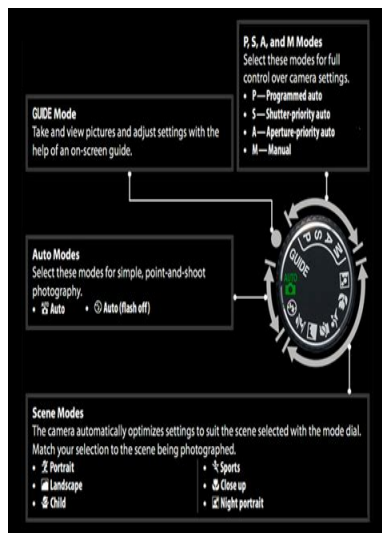 P, S, A, and M Modes
Select these modes for full
control over camera settings.
• P—Programmed auto
• S—Shutter-priority auto
• A—Aperture-priority auto
• M—Manual
GUIDE Mode
Take and view pictures and adjust settings with the
help of an on-screen guide.
P S A M
GUIDE
AUTO
Auto Modes
Select these modes for simple, point-and-shoot
photography.
• Auto • Auto (flash off)
Scene Modes
The camera automatically optimizes settings to suit the scene selected with the mode dial.
Match your selection to the scene being photographed.
• Portrait • Sports
• Landscape • Close up
• Child • Night portrait